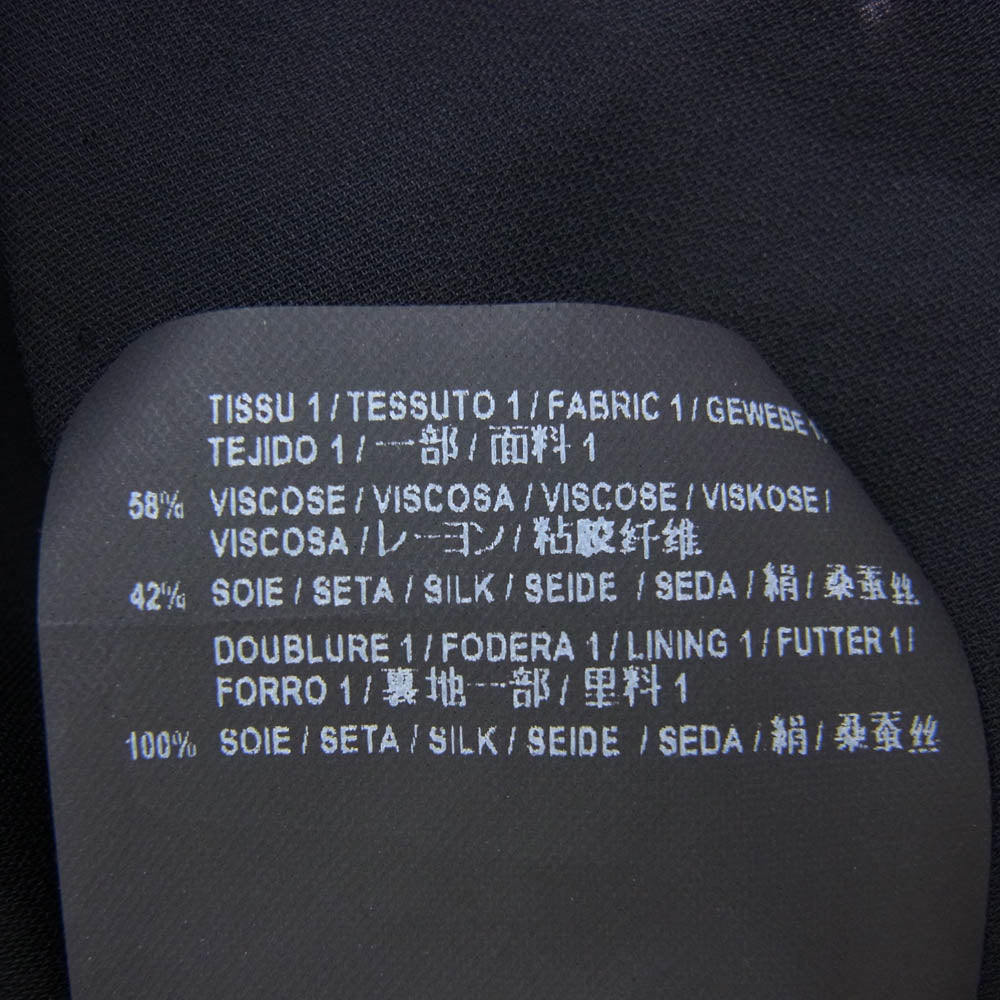 TISSU 1 / TESSUTO 1 / FABRIC 1 / GEWEBE 1 /
TEJIDO 1 / 一部 / 面料 1
58% VISCOSE / VISCOSA / VISCOSE / VISKOSE /
VISCOSA / レーヨン / 粘胶纤维
42% SOIE / SETA / SILK / SEIDE / SEDA / 絹 / 桑蚕丝
DOUBLURE 1 / FODERA 1 / LINING 1 / FUTTER 1 /
FORRO 1 / 裏地一部 / 里料 1
100% SOIE / SETA / SILK / SEIDE / SEDA / 絹 / 桑蚕丝